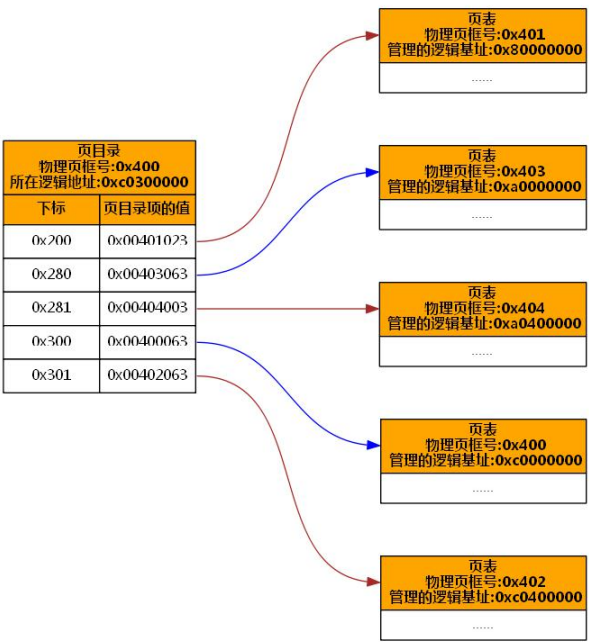 页目录
物理页框号:0x400
所在逻辑地址:0xc0300000
下标 页目录项的值
0x200 0x00401023
0x280 0x00403063
0x281 0x00404003
0x300 0x00400063
0x301 0x00402063
页表
物理页框号:0x401
管理的逻辑基址:0x80000000
......
页表
物理页框号:0x403
管理的逻辑基址:0xa0000000
......
页表
物理页框号:0x404
管理的逻辑基址:0xa0400000
......
页表
物理页框号:0x400
管理的逻辑基址:0xc0000000
......
页表
物理页框号:0x402
管理的逻辑基址:0xc0400000
......